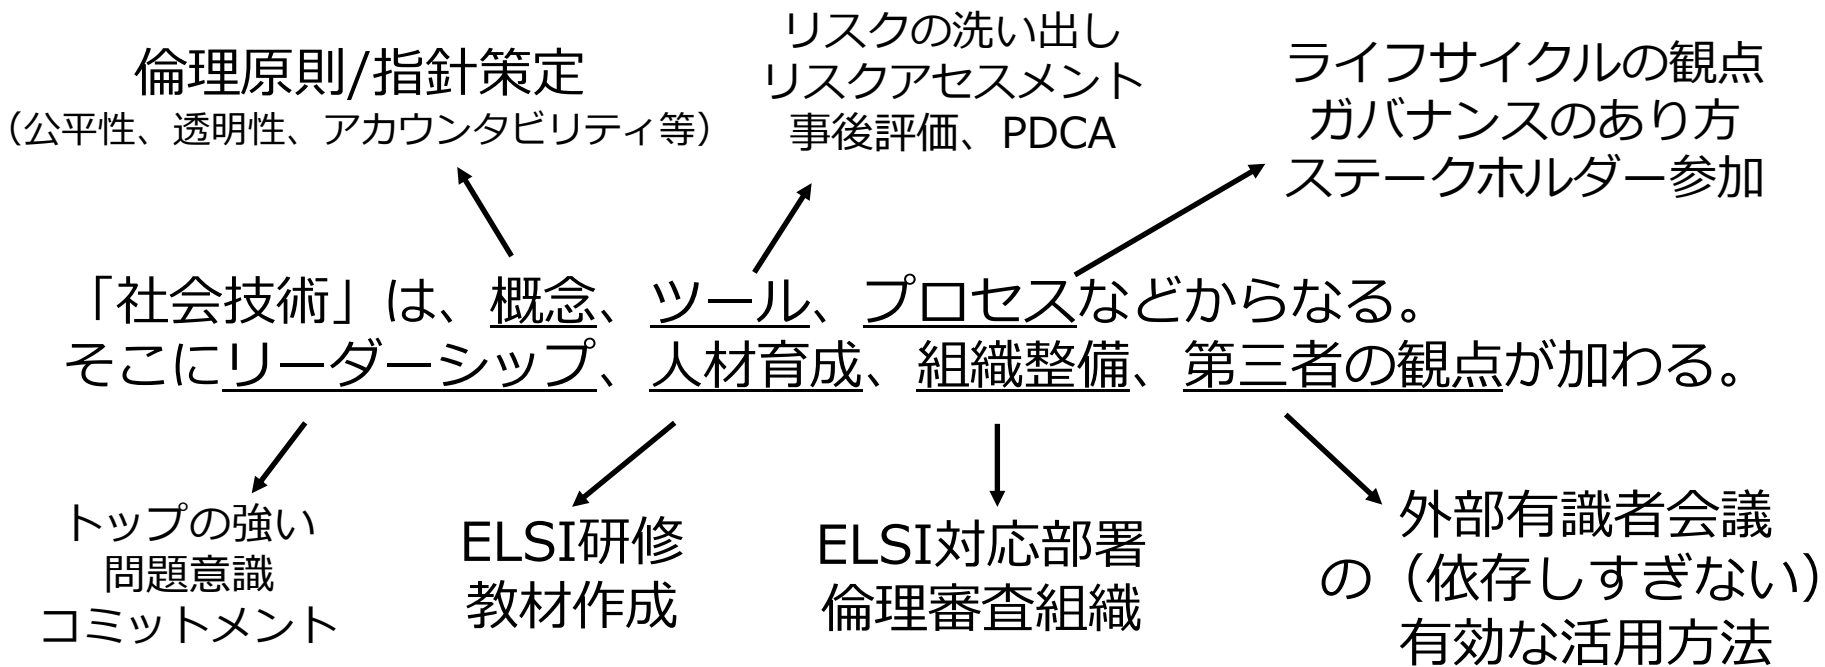 倫理原則/指針策定
（公平性、透明性、アカウンタビリティ等）
リスクの洗い出し
リスクアセスメント
事後評価、PDCA
ライフサイクルの観点
ガバナンスのあり方
ステークホルダー参加
「社会技術」は、概念、ツール、プロセスなどからなる。
そこにリーダーシップ、人材育成、組織整備、第三者の観点が加わる。
トップの強い
問題意識
コミットメント
ELSI研修
教材作成
ELSI対応部署
倫理審査組織
外部有識者会議
の（依存しすぎない）
有効な活用方法